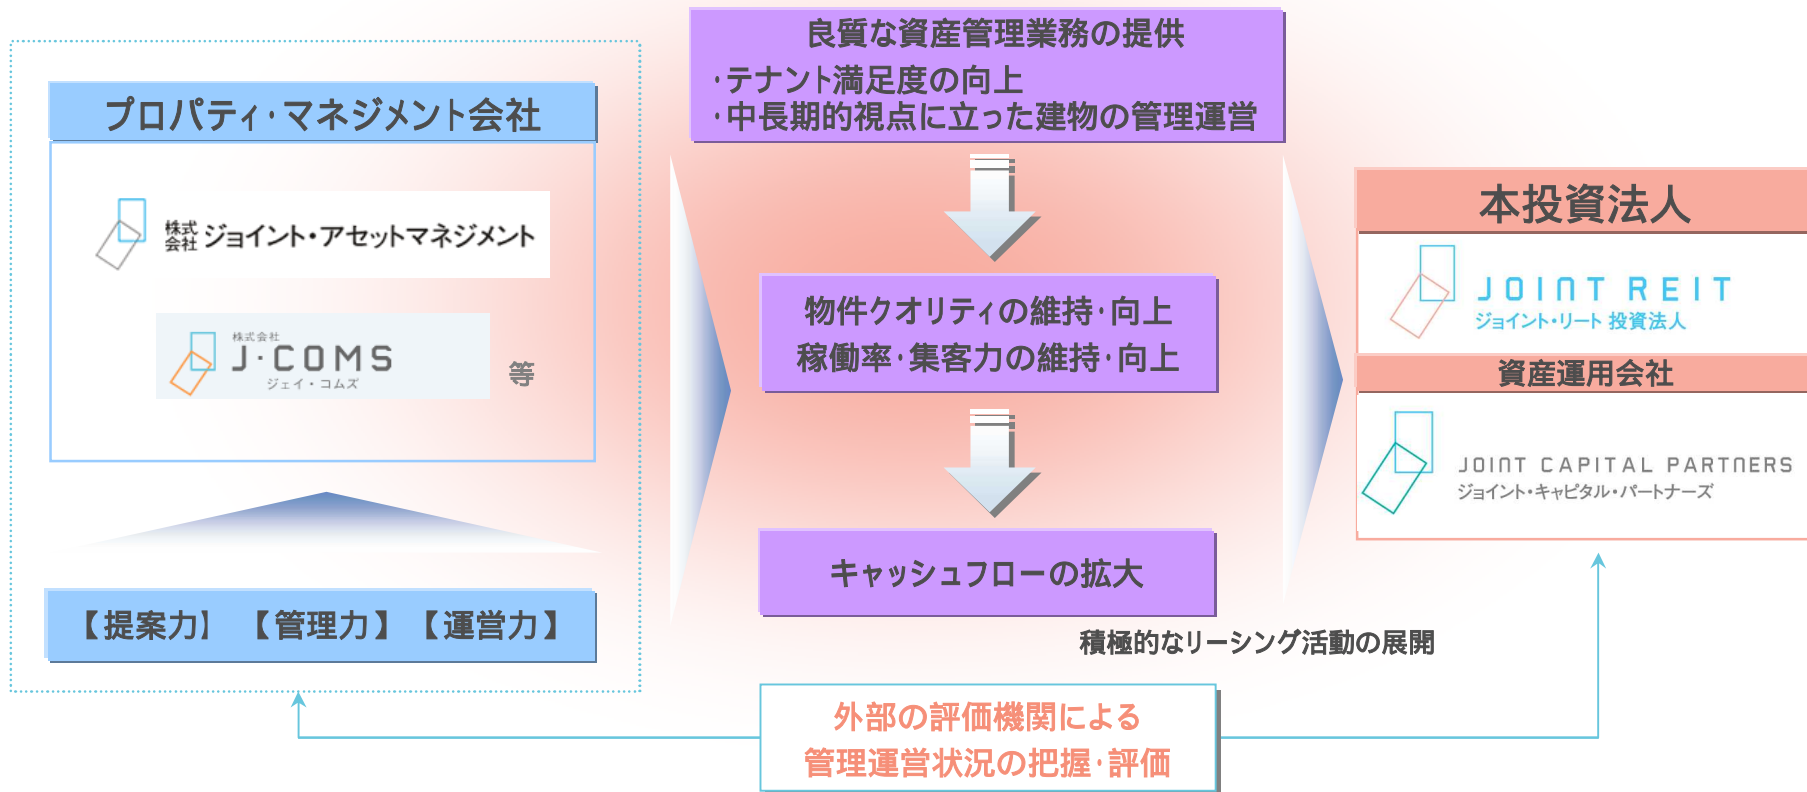 プロパティ・マネジメント会社
株式
会社 ジョイント・アセットマネジメント
株式会社
J・COMS
ジェイ・コムズ
等
【提案力】 【管理力】 【運営力】
良質な資産管理業務の提供
・テナント満足度の向上
・中長期的視点に立った建物の管理運営
物件クオリティの維持・向上
稼働率・集客力の維持・向上
キャッシュフローの拡大
積極的なリーシング活動の展開
外部の評価機関による
管理運営状況の把握・評価
本投資法人
JOINT REIT
ジョイント・リート 投資法人
資産運用会社
JOINT CAPITAL PARTNERS
ジョイント・キャピタル・パートナーズ